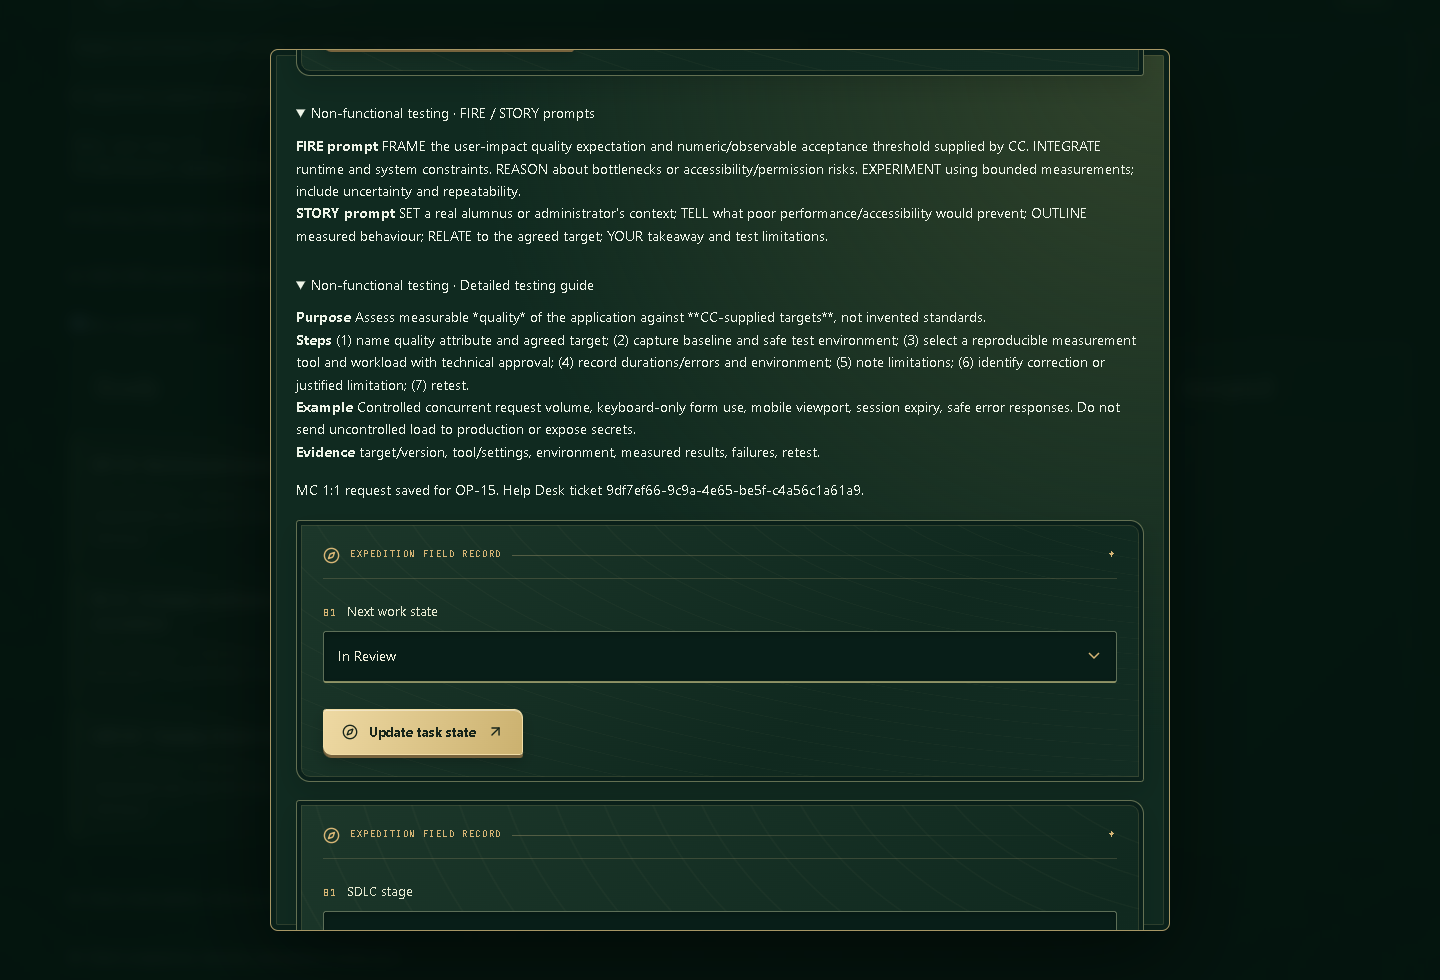 ▼ Non-functional testing · FIRE / STORY prompts
FIRE prompt FRAME the user-impact quality expectation and numeric/observable acceptance threshold supplied by CC. INTEGRATE
runtime and system constraints. REASON about bottlenecks or accessibility/permission risks. EXPERIMENT using bounded measurements;
include uncertainty and repeatability.
STORY prompt SET a real alumnus or administrator's context; TELL what poor performance/accessibility would prevent; OUTLINE
measured behaviour; RELATE to the agreed target; YOUR takeaway and test limitations.
▼ Non-functional testing · Detailed testing guide
Purpose Assess measurable *quality* of the application against **CC-supplied targets**, not invented standards.
Steps (1) name quality attribute and agreed target; (2) capture baseline and safe test environment; (3) select a reproducible measurement
tool and workload with technical approval; (4) record durations/errors and environment; (5) note limitations; (6) identify correction or
justified limitation; (7) retest.
Example Controlled concurrent request volume, keyboard-only form use, mobile viewport, session expiry, safe error responses. Do not
send uncontrolled load to production or expose secrets.
Evidence target/version, tool/settings, environment, measured results, failures, retest.
MC 1:1 request saved for OP-15. Help Desk ticket 9df7ef66-9c9a-4e65-be5f-c4a56c1a61a9.
EXPEDITION FIELD RECORD
01 Next work state
In Review
Update task state
EXPEDITION FIELD RECORD
01 SDLC stage